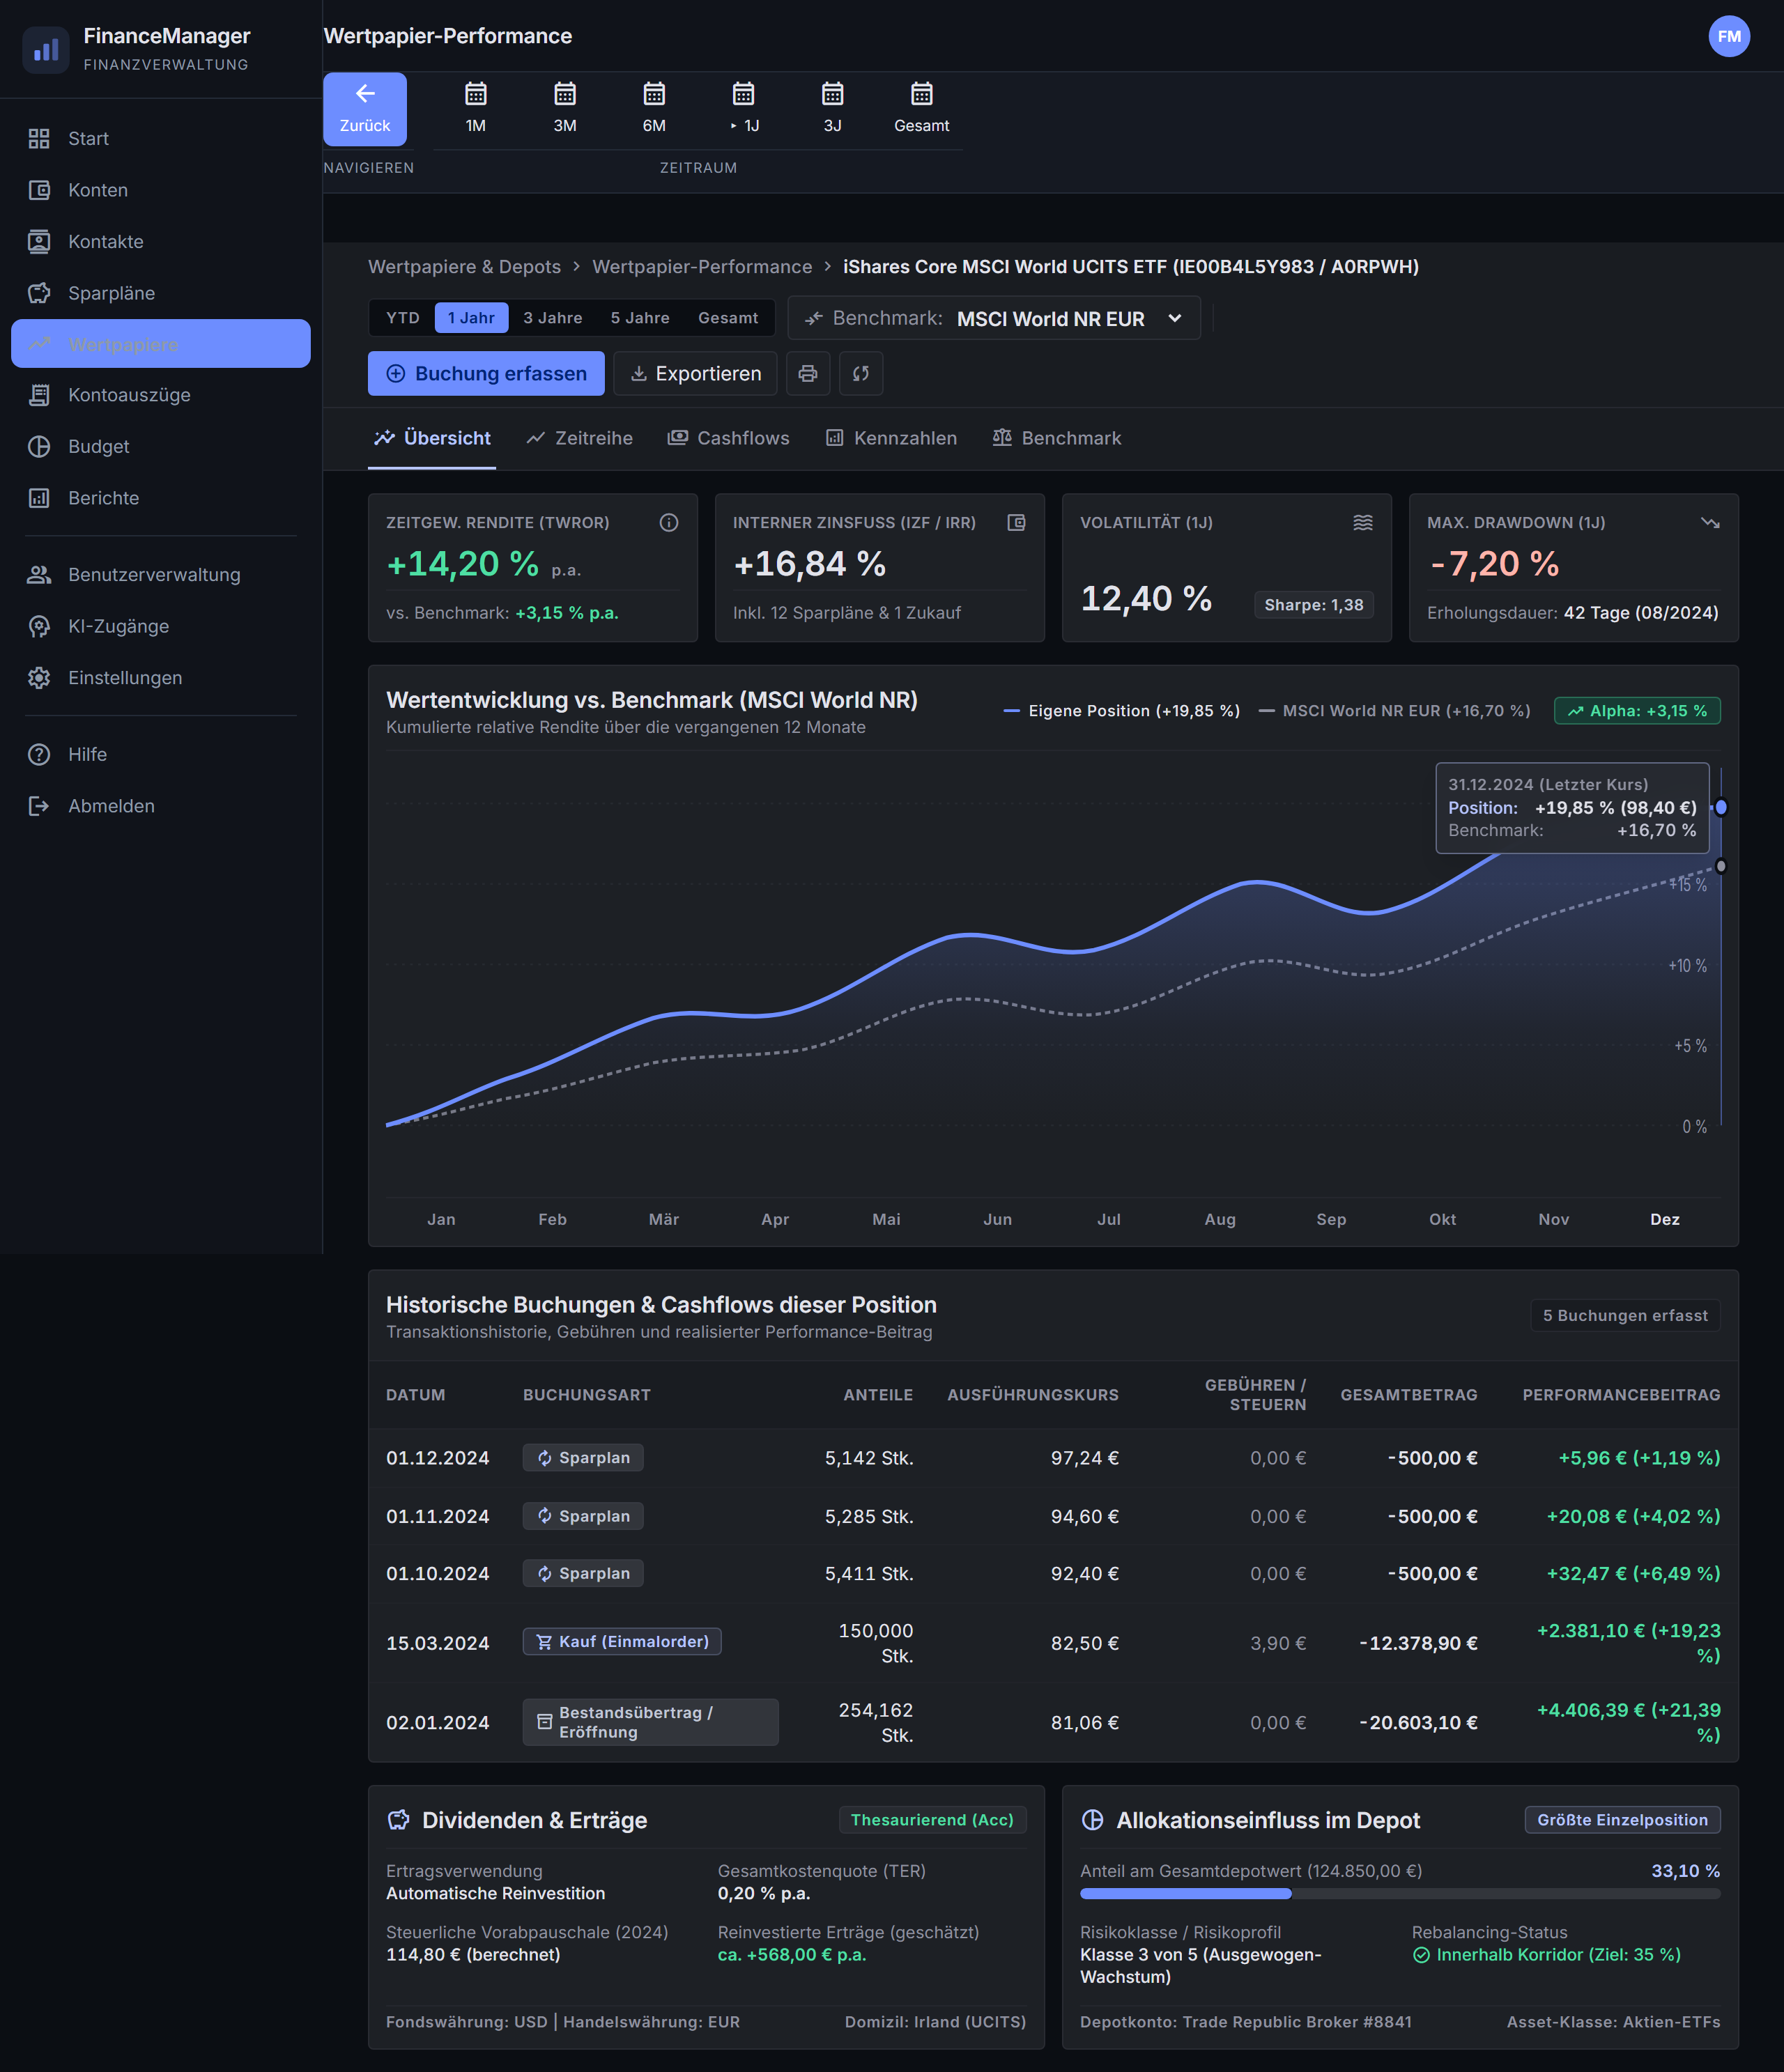 FinanceManager
FINANZVERWALTUNG
Start
Konten
Kontakte
Sparpläne
Wertpapiere
Kontoauszüge
Budget
Berichte
Benutzerverwaltung
KI-Zugänge
Einstellungen
Hilfe
Abmelden
Wertpapier-Performance
FM
Zurück
1M
3M
6M
▸ 1J
3J
Gesamt
NAVIGIEREN
ZEITRAUM
Wertpapiere & Depots › Wertpapier-Performance › iShares Core MSCI World UCITS ETF (IE00B4L5Y983 / A0RPWH)
YTD 1 Jahr 3 Jahre 5 Jahre Gesamt
Benchmark: MSCI World NR EUR
Buchung erfassen
Exportieren
Übersicht
Zeitreihe
Cashflows
Kennzahlen
Benchmark
ZEITGEW. RENDITE (TWROR)
+14,20 % p.a.
vs. Benchmark: +3,15 % p.a.
INTERNER ZINSFUSS (IZF / IRR)
+16,84 %
Inkl. 12 Sparpläne & 1 Zukauf
VOLATILITÄT (1J)
12,40 %
Sharpe: 1,38
MAX. DRAWDOWN (1J)
-7,20 %
Erholungsdauer: 42 Tage (08/2024)
Wertentwicklung vs. Benchmark (MSCI World NR)
Kumulierte relative Rendite über die vergangenen 12 Monate
Eigene Position (+19,85 %)
MSCI World NR EUR (+16,70 %)
Alpha: +3,15 %
31.12.2024 (Letzter Kurs)
Position: +19,85 % (98,40 €)
Benchmark: +16,70 %
+15 %
+10 %
+5 %
0 %
Jan Feb Mär Apr Mai Jun Jul Aug Sep Okt Nov Dez
Historische Buchungen & Cashflows dieser Position
Transaktionshistorie, Gebühren und realisierter Performance-Beitrag
5 Buchungen erfasst
DATUM BUCHUNGSART ANTEILE AUSFÜHRUNGSKURS GEBÜHREN / STEUERN GESAMTBETRAG PERFORMANCEBEITRAG
01.12.2024 Sparplan 5,142 Stk. 97,24 € 0,00 € -500,00 € +5,96 € (+1,19 %)
01.11.2024 Sparplan 5,285 Stk. 94,60 € 0,00 € -500,00 € +20,08 € (+4,02 %)
01.10.2024 Sparplan 5,411 Stk. 92,40 € 0,00 € -500,00 € +32,47 € (+6,49 %)
15.03.2024 Kauf (Einmalorder) 150,000 Stk. 82,50 € 3,90 € -12.378,90 € +2.381,10 € (+19,23 %)
02.01.2024 Bestandsübertrag / Eröffnung 254,162 Stk. 81,06 € 0,00 € -20.603,10 € +4.406,39 € (+21,39 %)
Dividenden & Erträge
Thesaurierend (Acc)
Ertragsverwendung
Automatische Reinvestition
Gesamtkostenquote (TER)
0,20 % p.a.
Steuerliche Vorabpauschale (2024)
114,80 € (berechnet)
Reinvestierte Erträge (geschätzt)
ca. +568,00 € p.a.
Fondswährung: USD | Handelswährung: EUR
Domizil: Irland (UCITS)
Allokationseinfluss im Depot
Größte Einzelposition
Anteil am Gesamtdepotwert (124.850,00 €)
33,10 %
Risikoklasse / Risikoprofil
Klasse 3 von 5 (Ausgewogen-
Wachstum)
Rebalancing-Status
Innerhalb Korridor (Ziel: 35 %)
Depotkonto: Trade Republic Broker #8841
Asset-Klasse: Aktien-ETFs